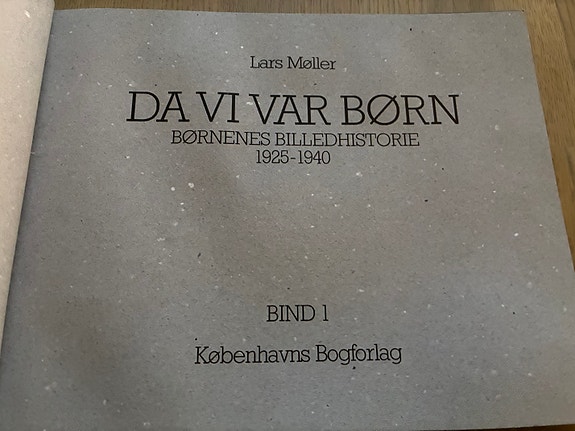 Lars Møller
DA VI VAR BØRN
BØRNENES BILLEDHISTORIE
1925-1940
BIND 1
Københavns Bogforlag